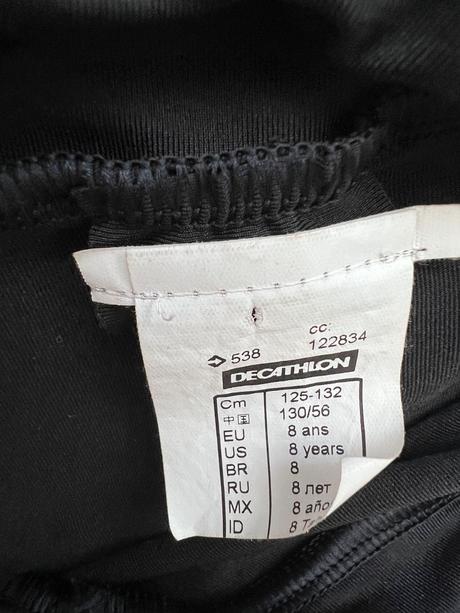 538
cc:
122834
DECATHLON
Cm 125-132
中国 130/56
EU 8 ans
US 8 years
BR 8
RU 8 лет
MX 8 año
ID 8